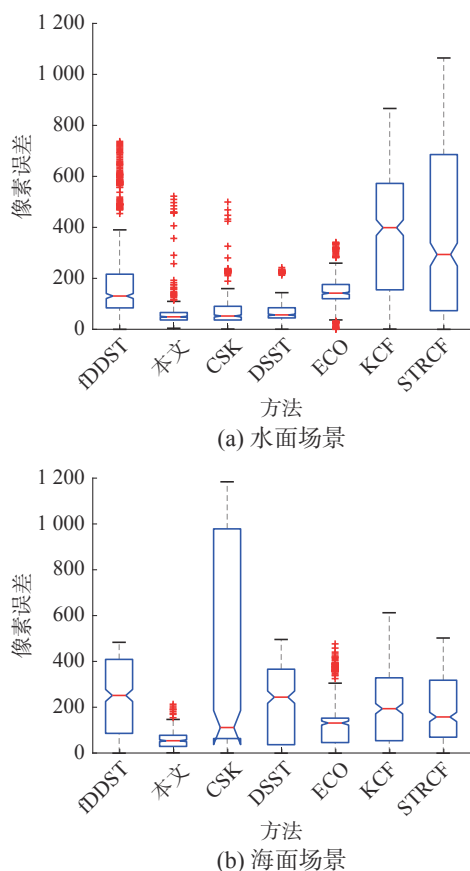 1 200
1 000
800
600
400
200
0
像素误差
fDDST
本文
CSK
DSST
ECO
KCF
STRCF
方法
(a) 水面场景
1 200
1 000
800
600
400
200
0
像素误差
fDDST
本文
CSK
DSST
ECO
KCF
STRCF
方法
(b) 海面场景